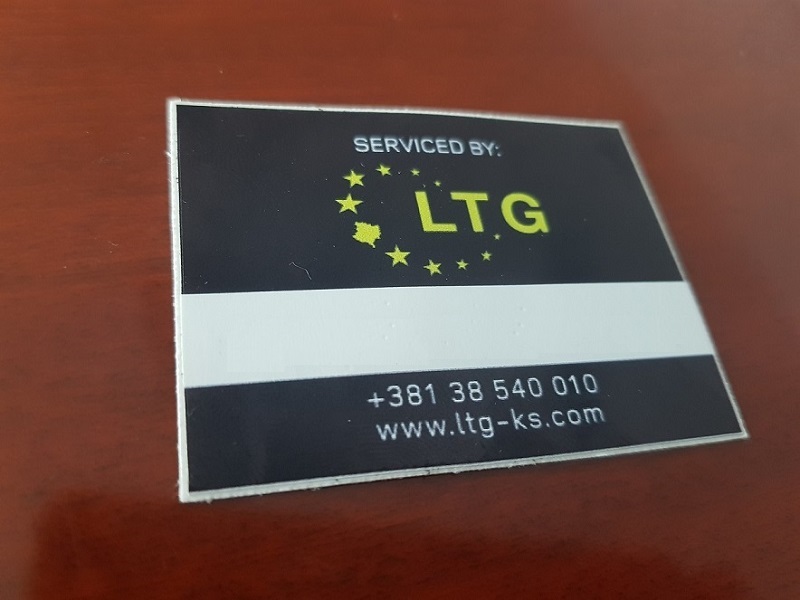 SERVICED BY:
LTG
+381 38 540 010
www.ltg-ks.com